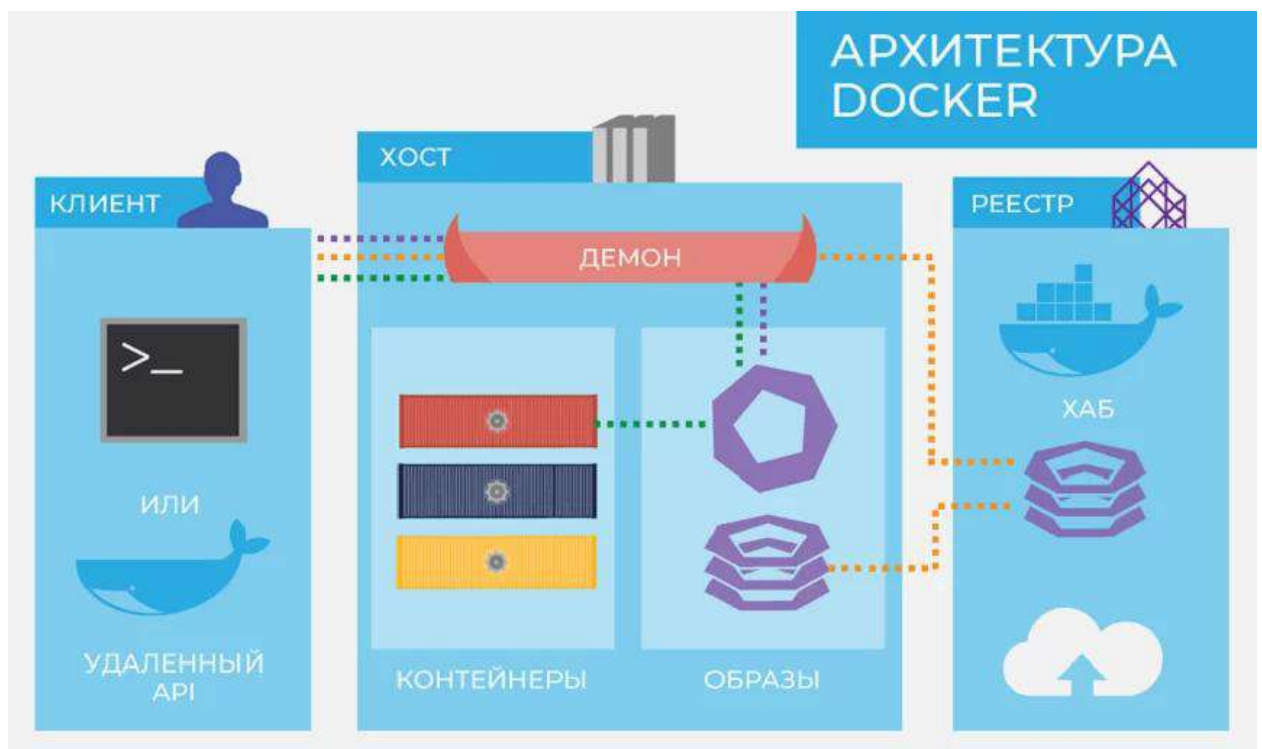 АРХИТЕКТУРА
DOCKER
КЛИЕНТ
>_
ИЛИ
УДАЛЕННЫЙ
API
ХОСТ
ДЕМОН
КОНТЕЙНЕРЫ
ОБРАЗЫ
РЕЕСТР
ХАБ